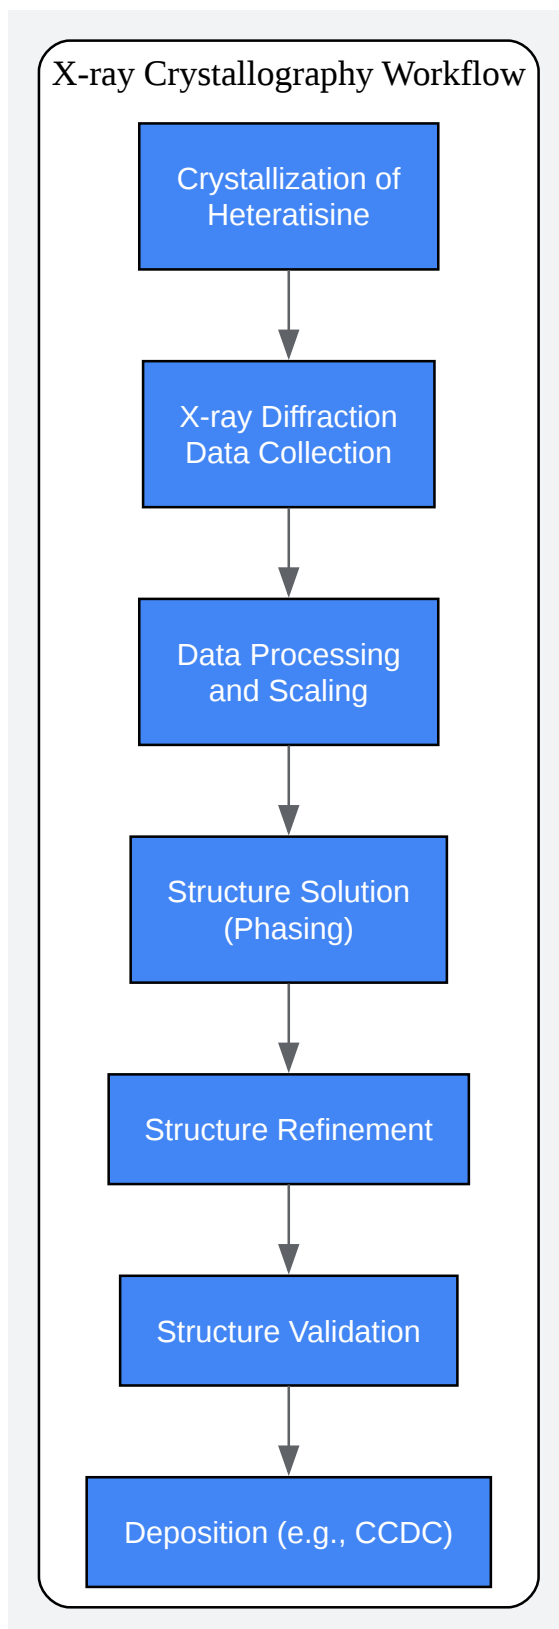 X-ray Crystallography Workflow
Crystallization of
Heteratisine
X-ray Diffraction
Data Collection
Data Processing
and Scaling
Structure Solution
(Phasing)
Structure Refinement
Structure Validation
Deposition (e.g., CCDC)